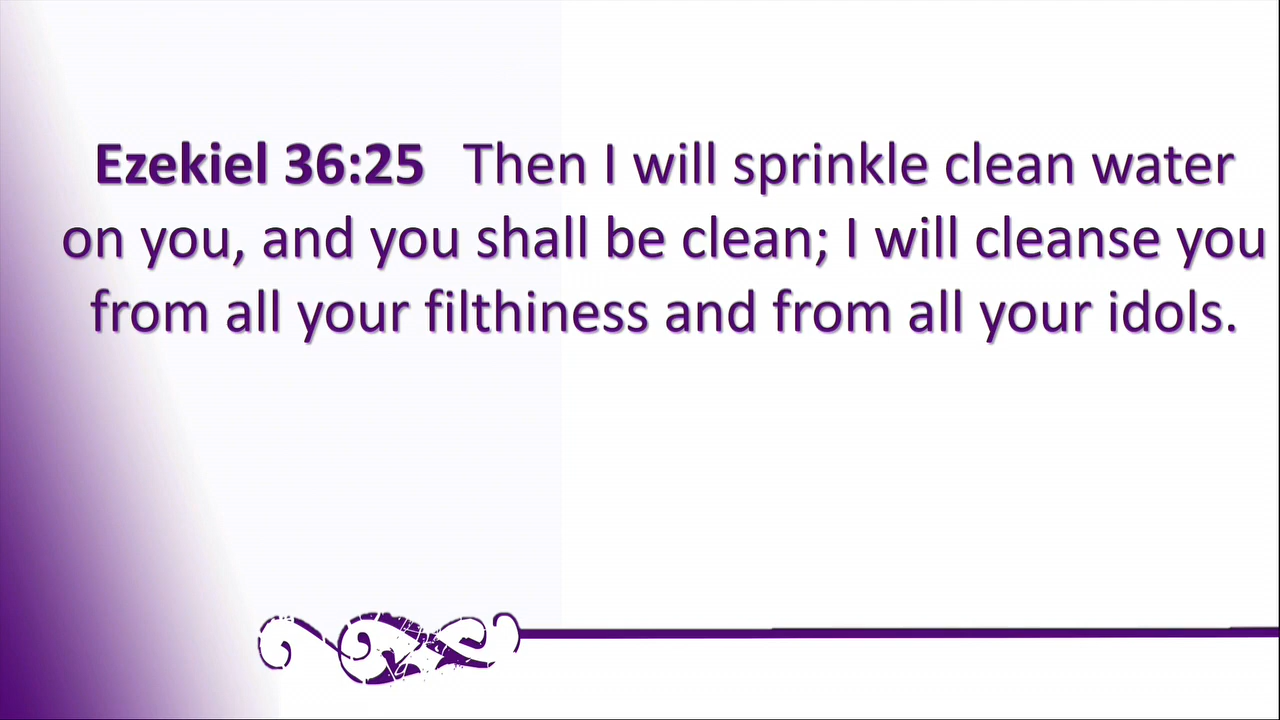 Ezekiel 36:25 Then I will sprinkle clean water
on you, and you shall be clean; I will cleanse you
from all your filthiness and from all your idols.